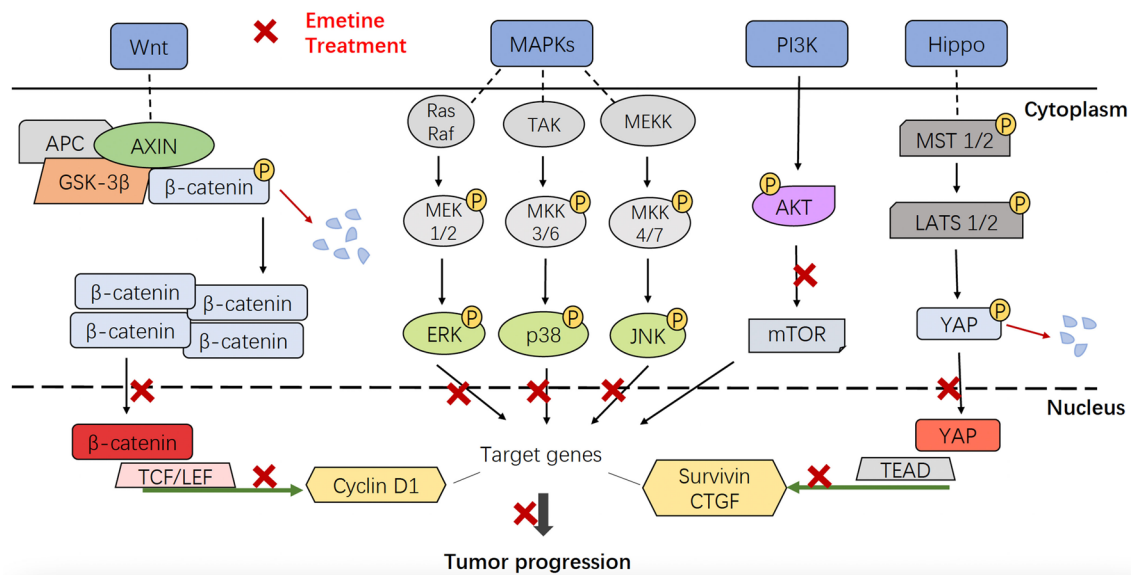 Wnt
Emetine
Treatment
MAPKs
PI3K
Hippo
Cytoplasm
APC
AXIN
GSK-3β
β-catenin
P
Ras
Raf
TAK
MEKK
MST 1/2
P
MEK
1/2
P
MKK
3/6
P
MKK
4/7
P
AKT
P
LATS 1/2
P
β-catenin
β-catenin
β-catenin
β-catenin
ERK
P
p38
P
JNK
P
mTOR
YAP
P
Nucleus
β-catenin
TCF/LEF
Cyclin D1
Target genes
Survivin
CTGF
YAP
TEAD
Tumor progression